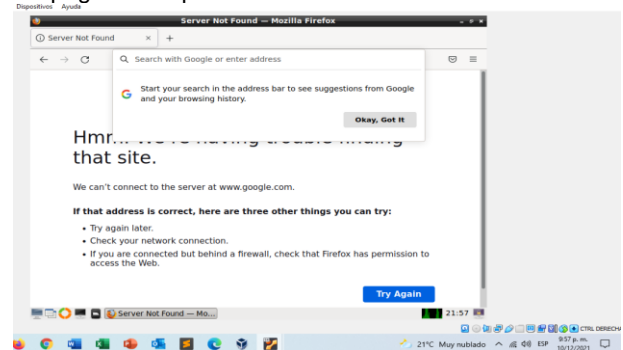 Dispositivos Ayuda
Server Not Found — Mozilla Firefox
Server Not Found × +
Search with Google or enter address
Start your search in the address bar to see suggestions from Google
and your browsing history.
Okay, Got It
that site.
We can't connect to the server at www.google.com.
If that address is correct, here are three other things you can try:
• Try again later.
• Check your network connection.
• If you are connected but behind a firewall, check that Firefox has permission to
access the Web.
Try Again
Server Not Found — Mo...
21:57
CTRL DERECHA
21°C Muy nublado
ESP
9:57 p. m.
10/12/2021